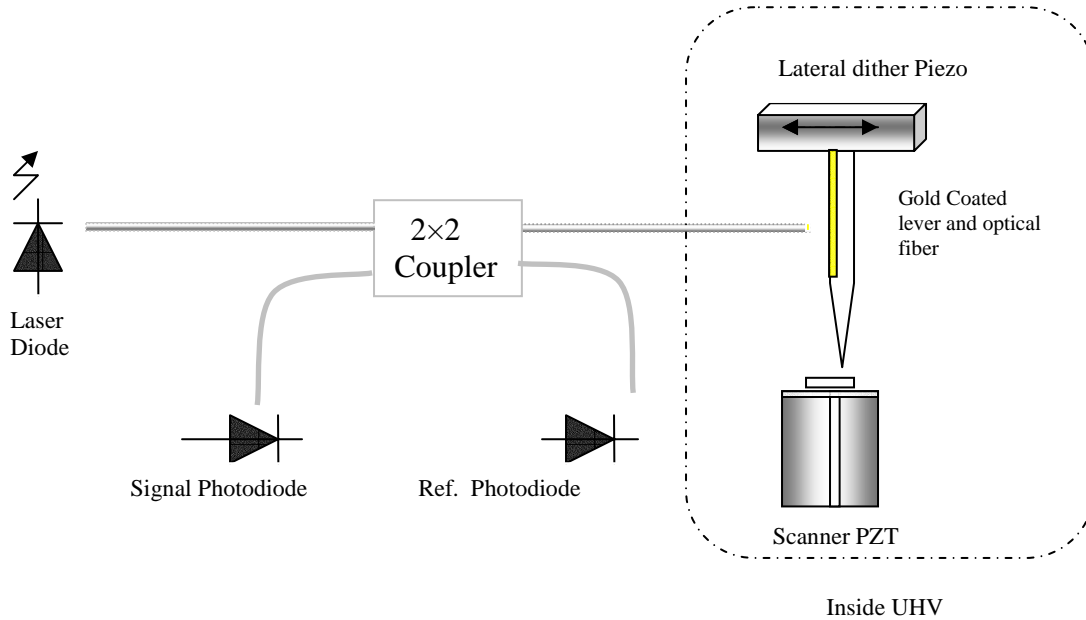 Lateral dither Piezo
Gold Coated
lever and optical
fiber
2×2
Coupler
Laser
Diode
Signal Photodiode
Ref. Photodiode
Scanner PZT
Inside UHV